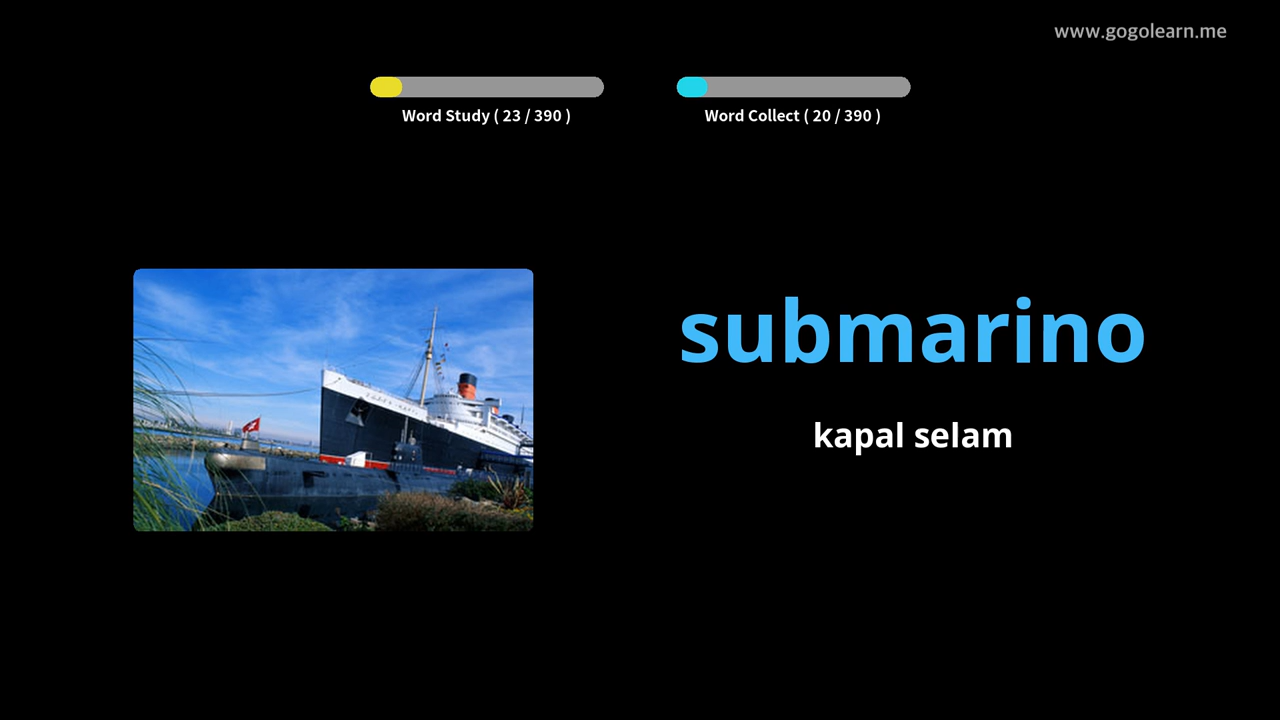 www.gogolearn.me
Word Study ( 23 / 390 )
Word Collect ( 20 / 390 )
submarino
kapal selam